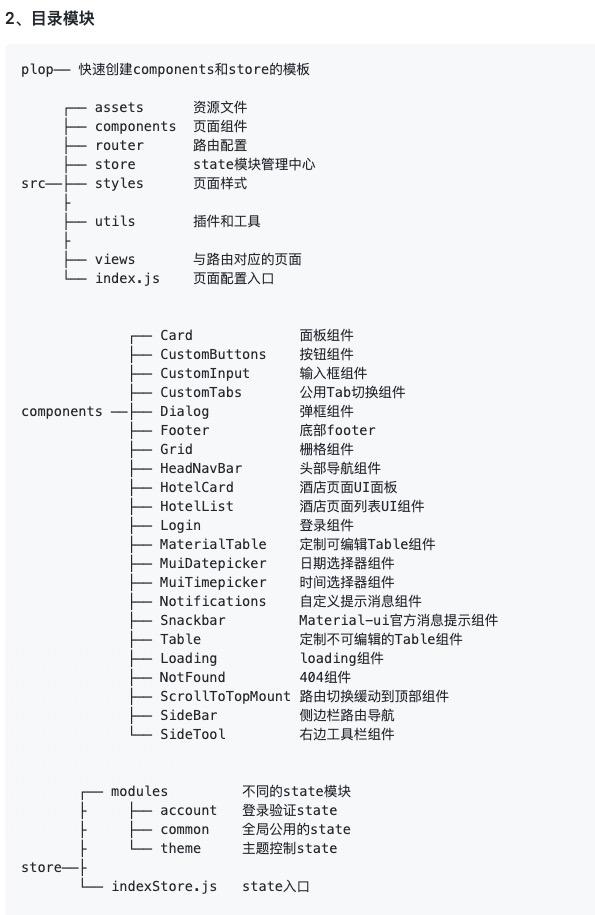 2、目录模块
plop—— 快速创建components和store的模板
┌── assets 资源文件
├── components 页面组件
├── router 路由配置
├── store state模块管理中心
src——├── styles 页面样式
├
├── utils 插件和工具
├
├── views 与路由对应的页面
└── index.js 页面配置入口
┌── Card 面板组件
├── CustomButtons 按钮组件
├── CustomInput 输入框组件
├── CustomTabs 公用Tab切换组件
components ——├── Dialog 弹框组件
├── Footer 底部footer
├── Grid 栅格组件
├── HeadNavBar 头部导航组件
├── HotelCard 酒店页面UI面板
├── HotelList 酒店页面列表UI组件
├── Login 登录组件
├── MaterialTable 定制可编辑Table组件
├── MuiDatepicker 日期选择器组件
├── MuiTimepicker 时间选择器组件
├── Notifications 自定义提示消息组件
├── Snackbar Material-ui官方消息提示组件
├── Table 定制不可编辑的Table组件
├── Loading loading组件
├── NotFound 404组件
├── ScrollToTopMount 路由切换缓动到顶部组件
├── SideBar 侧边栏路由导航
└── SideTool 右边工具栏组件
┌── modules 不同的state模块
├ ├── account 登录验证state
├ ├── common 全局公用的state
├ └── theme 主题控制state
store——├
└── indexStore.js state入口